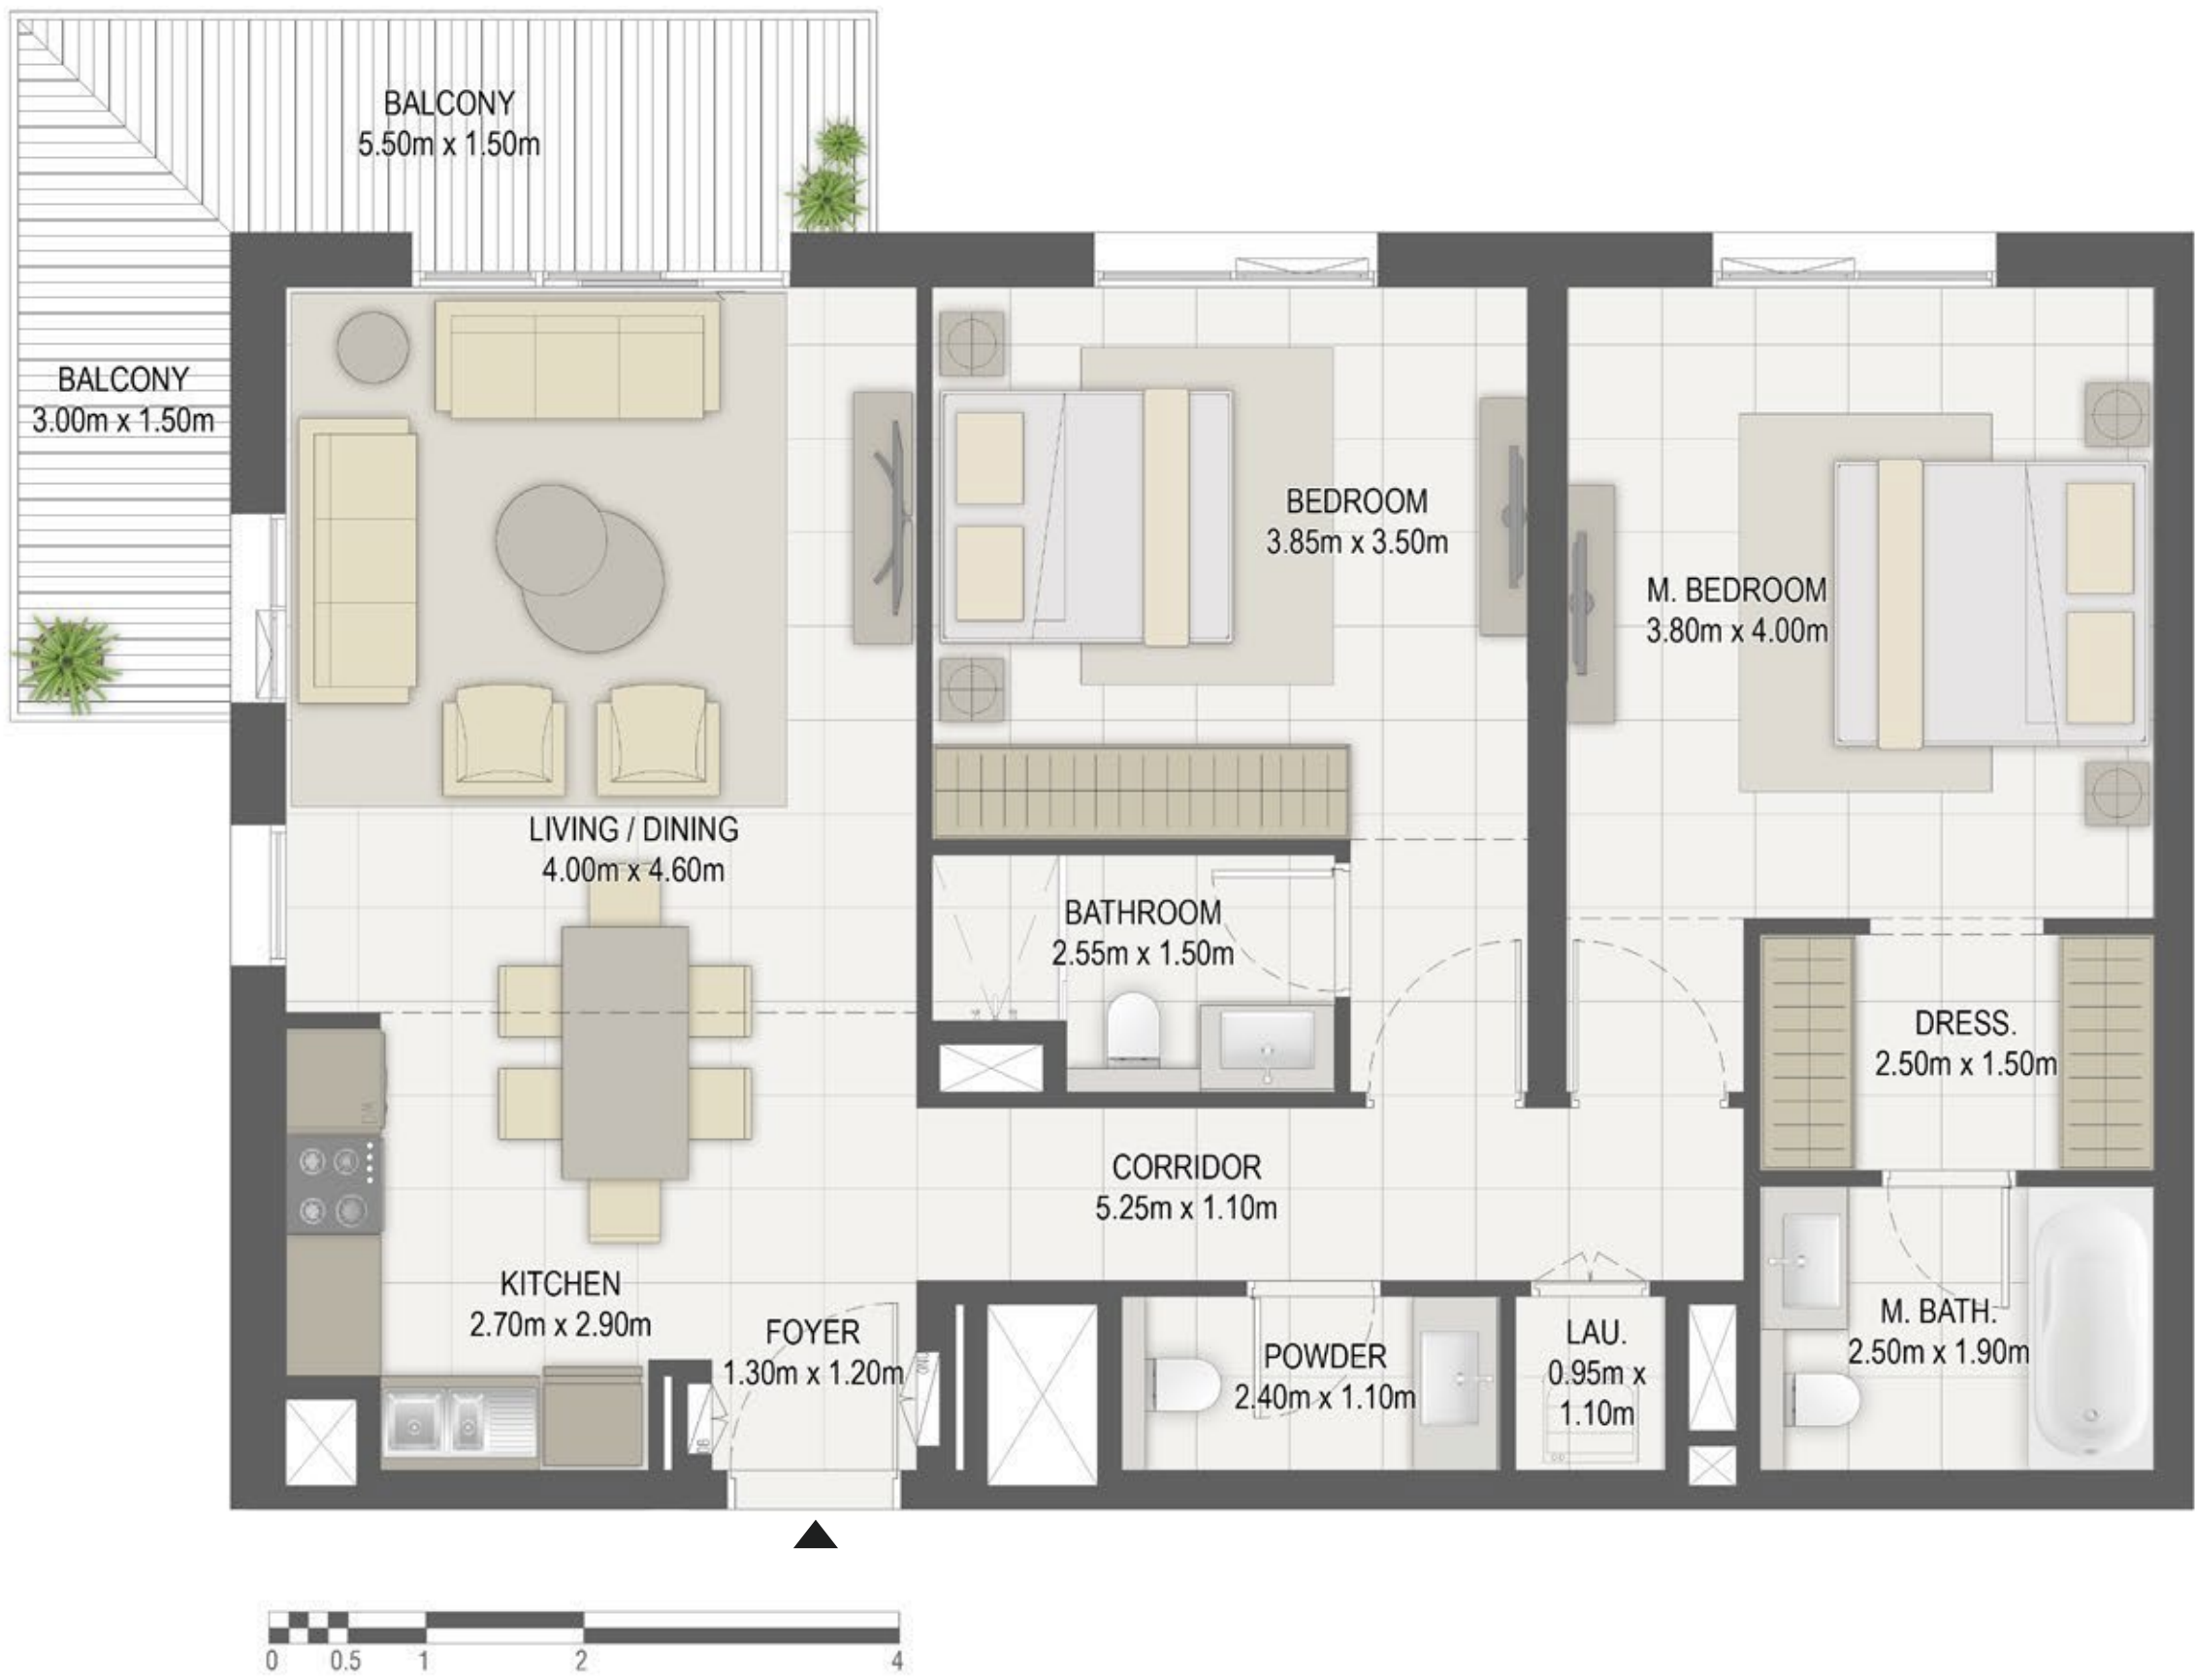 BALCONY
5.50m x 1.50m
BALCONY
3.00m x 1.50m
BEDROOM
3.85m x 3.50m
M. BEDROOM
3.80m x 4.00m
LIVING / DINING
4.00m x 4.60m
BATHROOM
2.55m x 1.50m
DRESS.
2.50m x 1.50m
CORRIDOR
5.25m x 1.10m
KITCHEN
2.70m x 2.90m
FOYER
1.30m x 1.20m
POWDER
2.40m x 1.10m
LAU.
0.95m x
1.10m
M. BATH.
2.50m x 1.90m
0 0.5 1 2 4